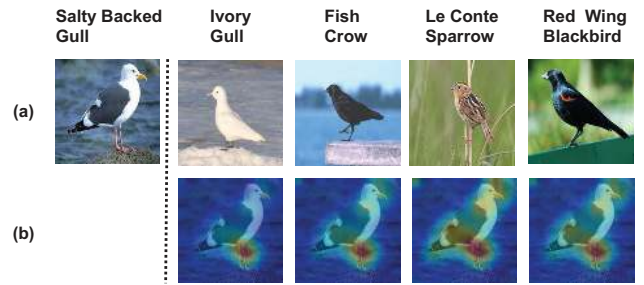 Salty Backed Gull
Ivory Gull
Fish Crow
Le Conte Sparrow
Red Wing Blackbird
(a)
(b)